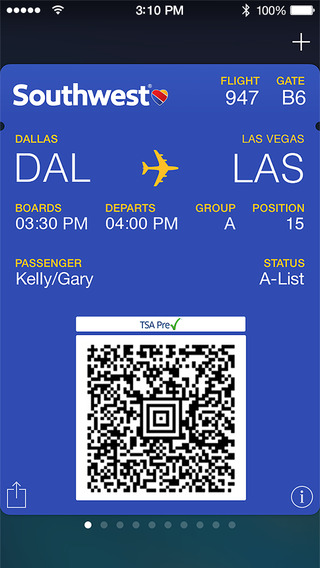 3:10 PM
100%
Southwest
FLIGHT GATE
947 B6
DALLAS LAS VEGAS
DAL LAS
BOARDS DEPARTS GROUP POSITION
03:30 PM 04:00 PM A 15
PASSENGER STATUS
Kelly/Gary A-List
TSA Pre